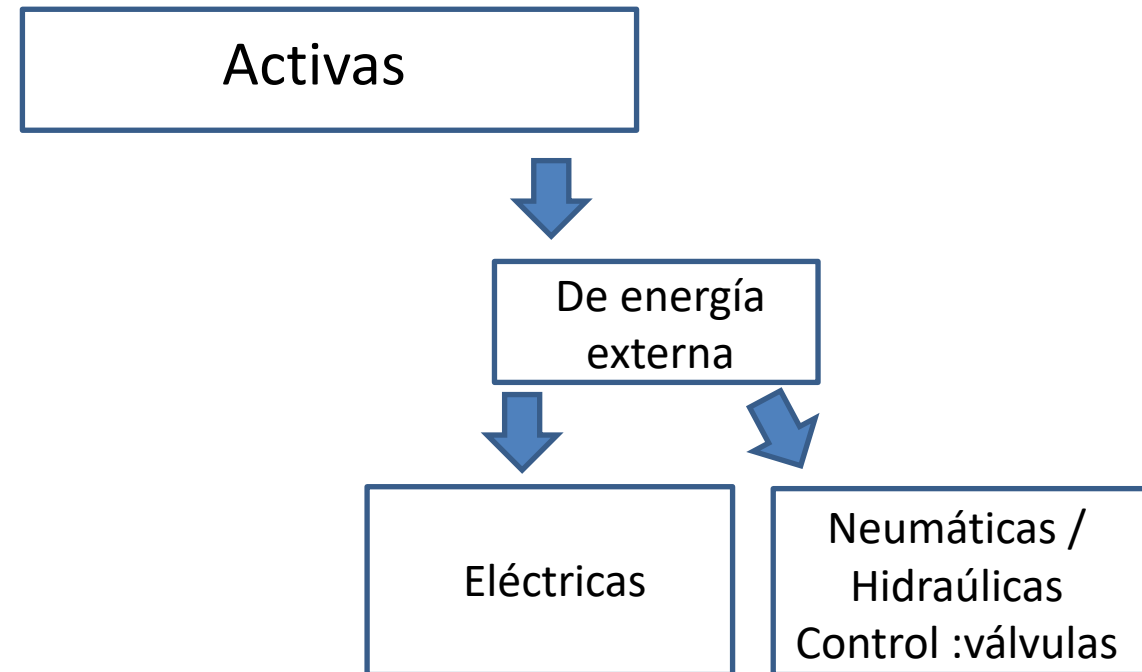 Activas
De energía
externa
Eléctricas
Neumáticas /
Hidraúlicas
Control :válvulas